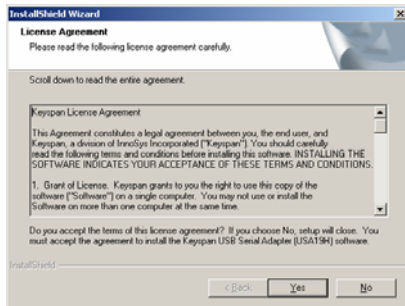 InstallShield Wizard
License Agreement
Please read the following license agreement carefully.
Scroll down to read the entire agreement.
Keyspan License Agreement
This Agreement constitutes a legal agreement between you, the end user, and
Keyspan, a division of InnoSys Incorporated ("Keyspan"). You should carefully
read the following terms and conditions before installing this software. INSTALLING THE
SOFTWARE INDICATES YOUR ACCEPTANCE OF THESE TERMS AND CONDITIONS.
1. Grant of License. Keyspan grants to you the right to use this copy of the
software ("Software") on a single computer. You may not use or install the
Software on more than one computer at the same time.
Do you accept the terms of this license agreement? If you choose No, setup will close. You
must accept the agreement to install the Keyspan USB Serial Adapter (USA19H) software.
InstallShield
< Back Yes No